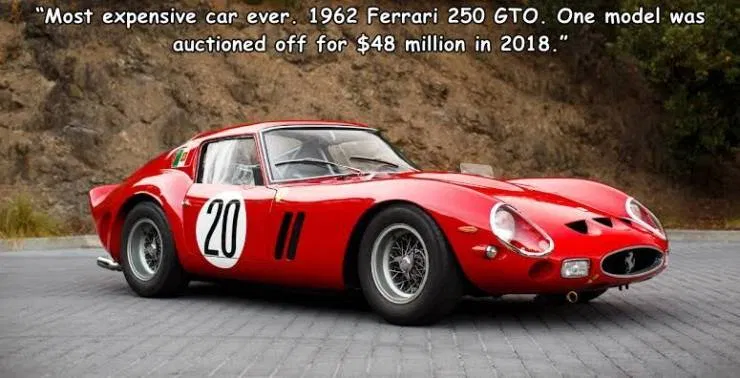 "Most expensive car ever. 1962 Ferrari 250 GTO. One model was
auctioned off for $48 million in 2018."
20